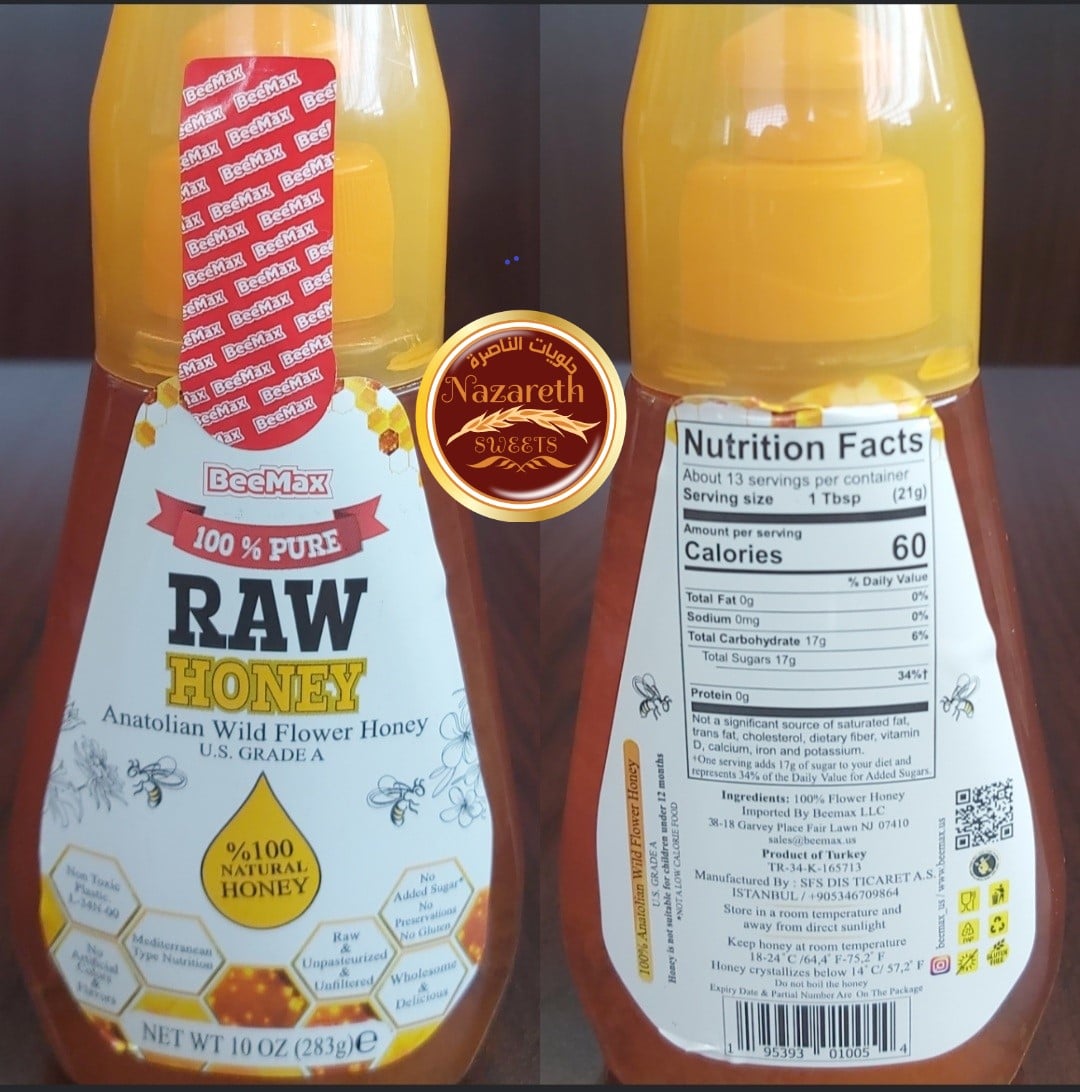 BeeMax
BeeMax
100 % PURE
RAW
HONEY
Anatolian Wild Flower Honey
U.S. GRADE A
%100
NATURAL
HONEY
Non Toxic
Plastic
L-34H-00
No
Artificial
Colors
&
Flavors
Mediterranean
Type Nutrition
Raw
&
Unpasteurized
&
Unfiltered
No
Added Sugar*
No
Preservations
No Gluten
Wholesome
&
Delicious
NET WT 10 OZ (283g)℮
حلويات الناصرة
Nazareth
SWEETS
Nutrition Facts
About 13 servings per container
Serving size 1 Tbsp (21g)
Amount per serving
Calories 60
% Daily Value
Total Fat 0g 0%
Sodium 0mg 0%
Total Carbohydrate 17g 6%
Total Sugars 17g
34%†
Protein 0g
Not a significant source of saturated fat,
trans fat, cholesterol, dietary fiber, vitamin
D, calcium, iron and potassium.
†One serving adds 17g of sugar to your diet and
represents 34% of the Daily Value for Added Sugars.
100% Anatolian Wild Flower Honey
U.S. GRADE A
Honey is not suitable for children under 12 months
*NOT A LOW CALORIE FOOD
Ingredients: 100% Flower Honey
Imported By Beemax LLC
38-18 Garvey Place Fair Lawn NJ 07410
sales@beemax.us
Product of Turkey
TR-34-K-165713
Manufactured By : SFS DIS TICARET A.S.
ISTANBUL / +905346709864
Store in a room temperature and
away from direct sunlight
Keep honey at room temperature
18-24˚ C /64,4˚ F-75,2˚ F
Honey crystallizes below 14˚ C/ 57,2˚ F
Do not boil the honey
Expiry Date & Partial Number Are On The Package
beemax_us / www.beemax.us
GLUTEN
FREE
1 95393 01005 4